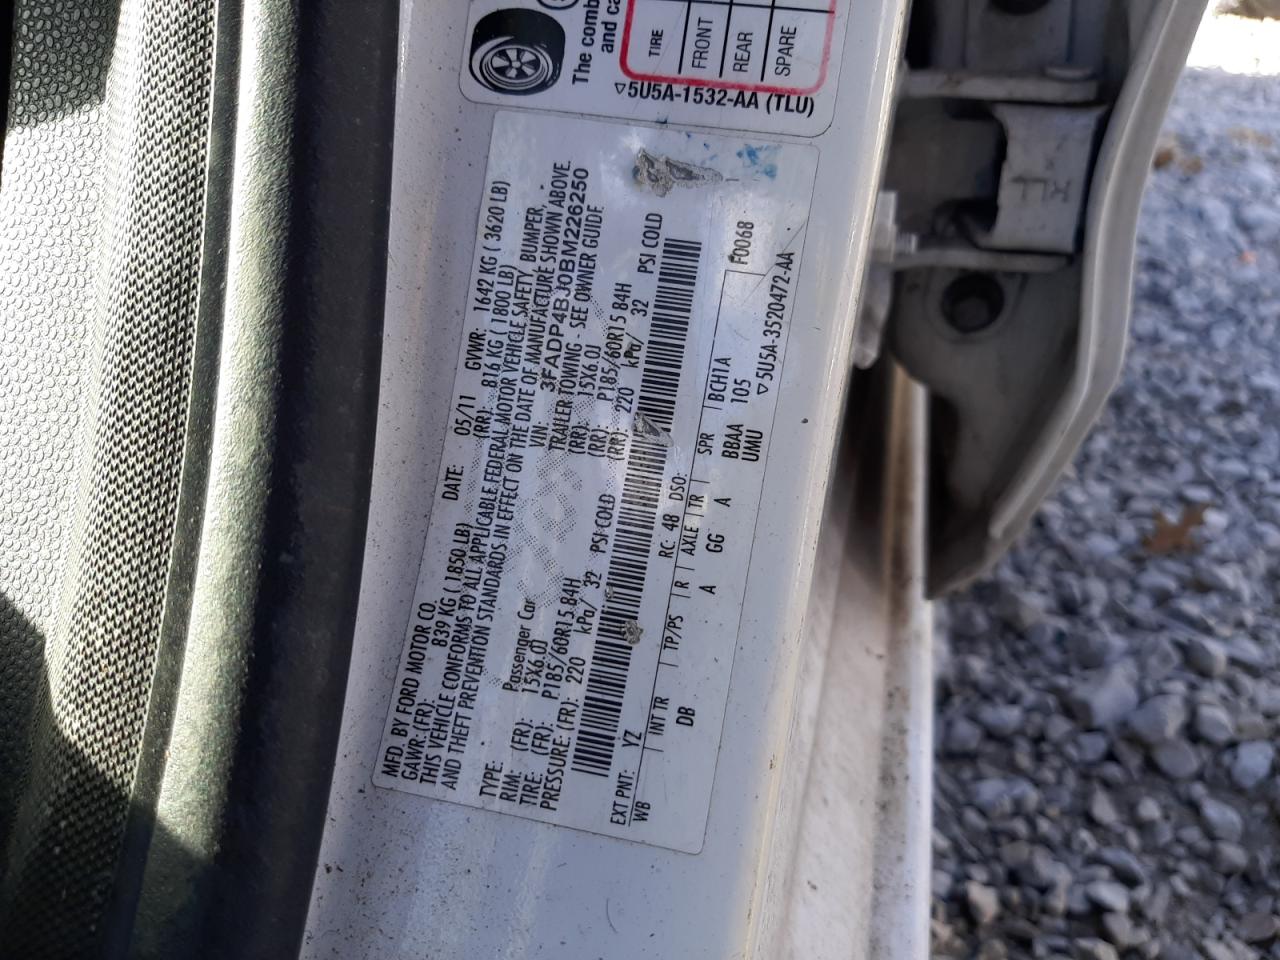 The comb
and ca
TIRE
FRONT
REAR
SPARE
▽5U5A-1532-AA (TLU)
MFD. BY FORD MOTOR CO.
DATE: 05/11 GVWR: 1642 KG ( 3620 LB)
GAWR: (FR): 839 KG ( 1850 LB) (RR): 816 KG ( 1800 LB)
THIS VEHICLE CONFORMS TO ALL APPLICABLE FEDERAL MOTOR VEHICLE SAFETY, BUMPER,
AND THEFT PREVENTION STANDARDS IN EFFECT ON THE DATE OF MANUFACTURE SHOWN ABOVE.
VIN: 3FADP4BJ0BM226250
TYPE: Passenger Car TRAILER TOWING - SEE OWNER GUIDE
RIM: (FR): 15X6.0J (RR): 15X6.0J
TIRE: (FR): P185/60R15 84H (RR): P185/60R15 84H
PRESSURE: (FR): 220 kPa/ 32 PSI COLD (RR): 220 kPa/ 32 PSI COLD
EXT PNT: YZ RC: 48 DSO: F0068
WB INT TR TP/PS R AXLE TR SPR BCH1A
DB A GG A BBAA 105
UMU ▽5U5A-3520472-AA
KLL